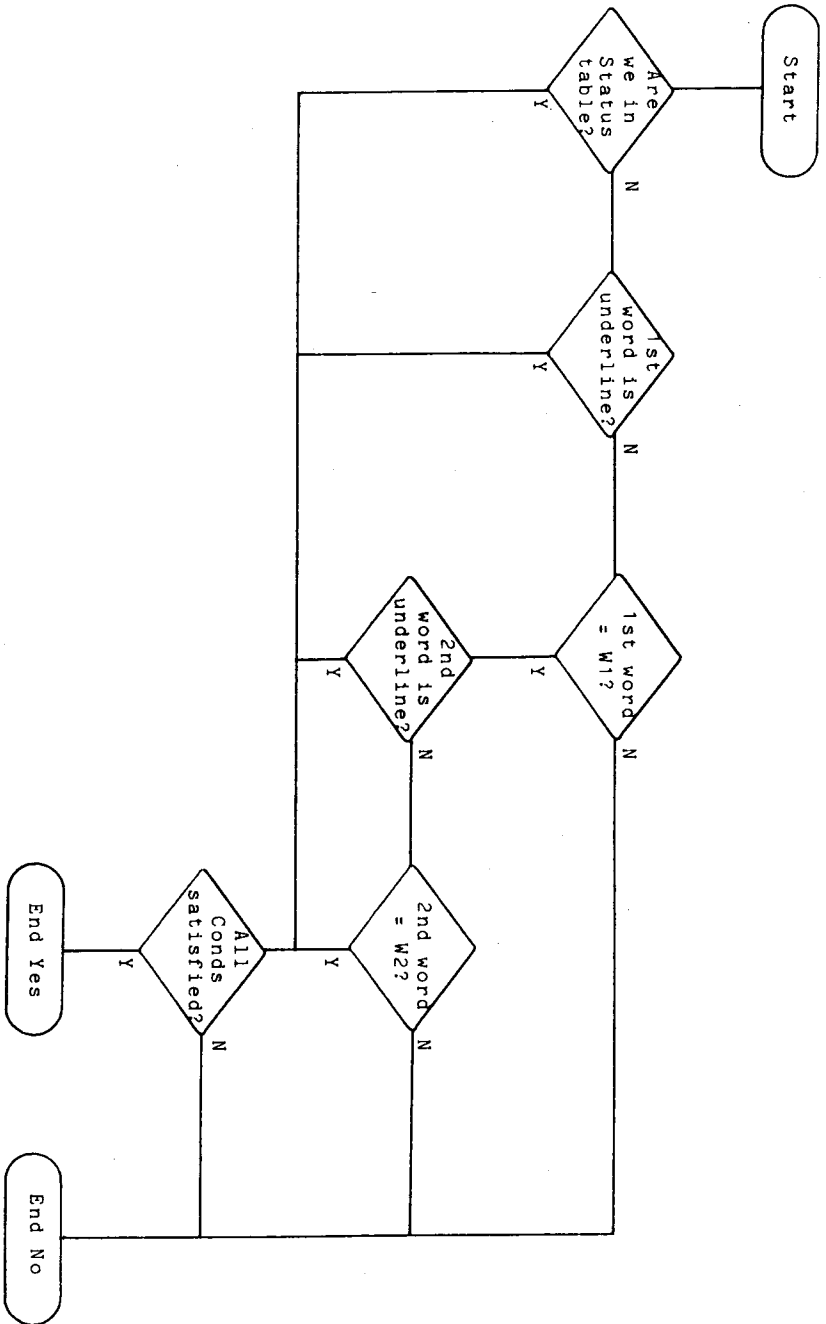 Start
Are
we in
Status
table?
N
Y
1st
word is
underline?
N
Y
1st word
= W1?
N
Y
2nd
word is
underline?
N
Y
2nd word
= W2?
N
Y
All
Conds
satisfied?
N
Y
End Yes
End No